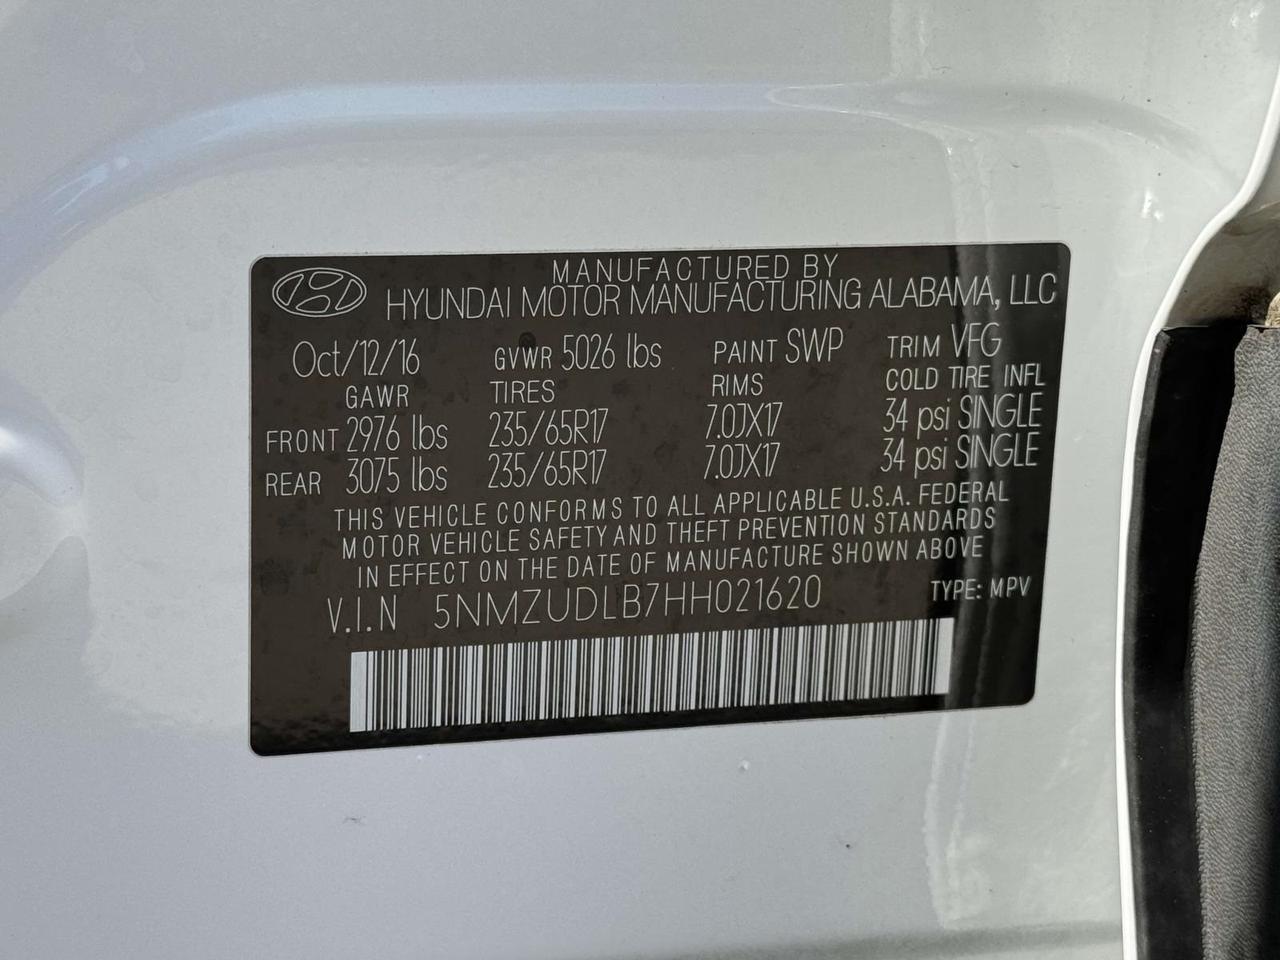 MANUFACTURED BY
HYUNDAI MOTOR MANUFACTURING ALABAMA, LLC
Oct/12/16 GVWR 5026 lbs PAINT SWP TRIM VFG
GAWR TIRES RIMS COLD TIRE INFL
FRONT 2976 lbs 235/65R17 7.0JX17 34 psi SINGLE
REAR 3075 lbs 235/65R17 7.0JX17 34 psi SINGLE
THIS VEHICLE CONFORMS TO ALL APPLICABLE U.S.A. FEDERAL
MOTOR VEHICLE SAFETY AND THEFT PREVENTION STANDARDS
IN EFFECT ON THE DATE OF MANUFACTURE SHOWN ABOVE
V.I.N 5NMZUDLB7HH021620 TYPE: MPV